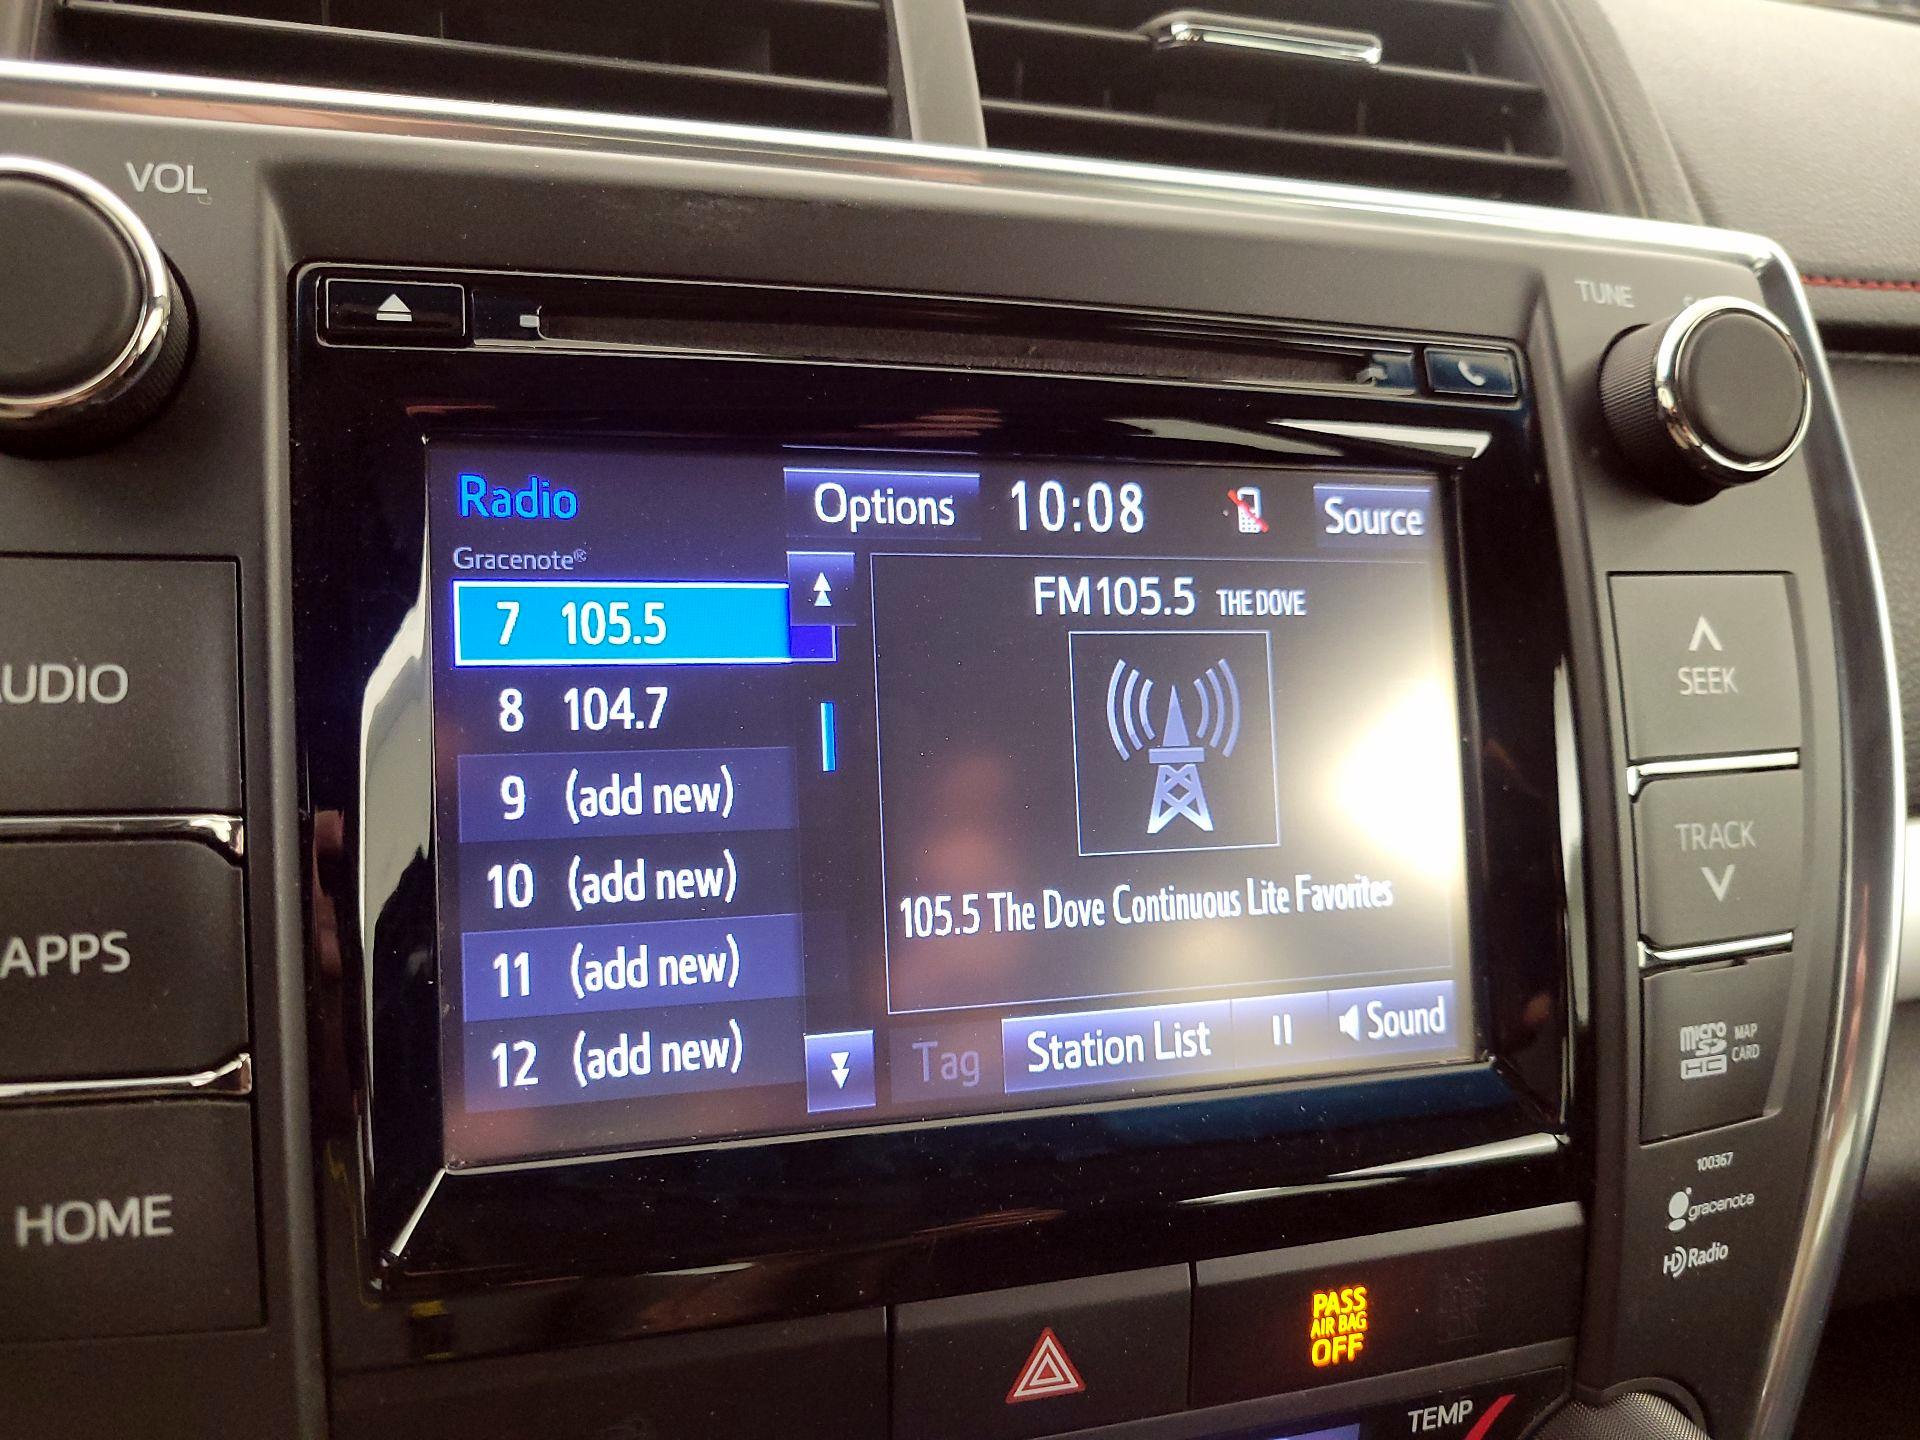 VOL
TUNE
Radio
Options
10:08
Source
Gracenote®
7 105.5
8 104.7
9 (add new)
10 (add new)
11 (add new)
12 (add new)
FM105.5 THE DOVE
105.5 The Dove Continuous Lite Favorites
Tag
Station List
Sound
UDIO
APPS
HOME
SEEK
TRACK
micro
SD
HC
MAP
CARD
100367
gracenote
HD Radio
PASS
AIR BAG
OFF
TEMP